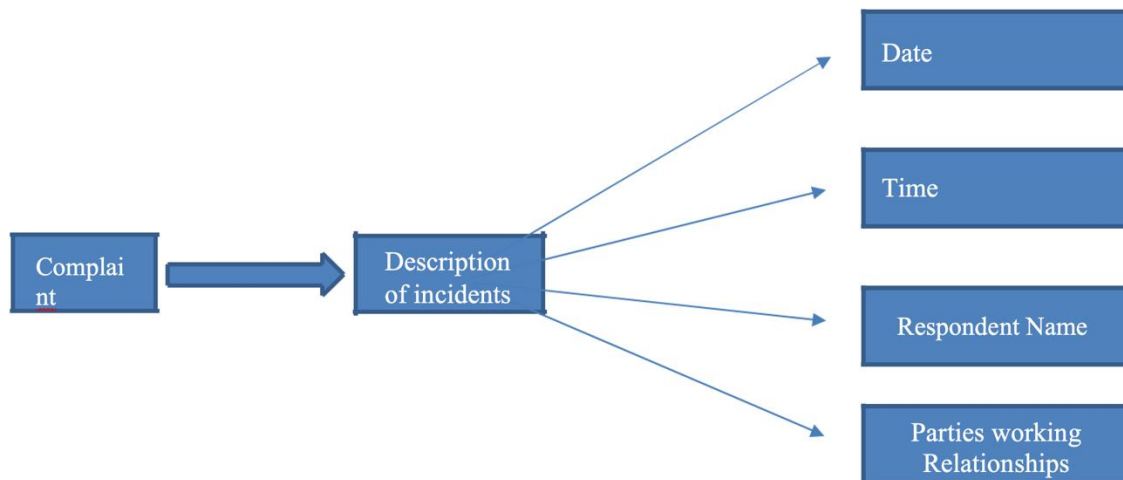 Complai
nt
Description
of incidents
Date
Time
Respondent Name
Parties working
Relationships